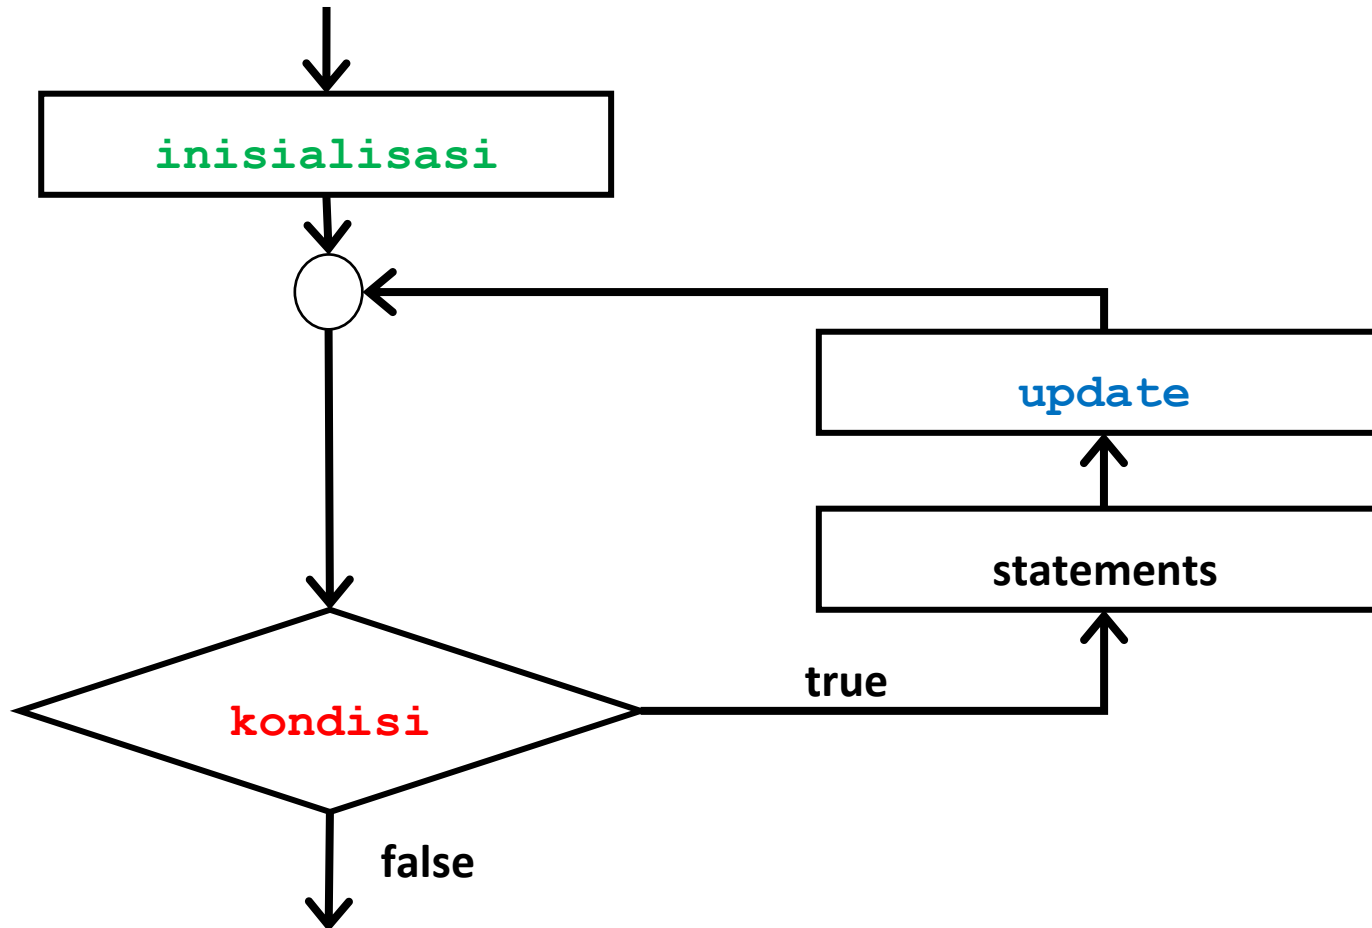 inisialisasi
update
statements
true
kondisi
false